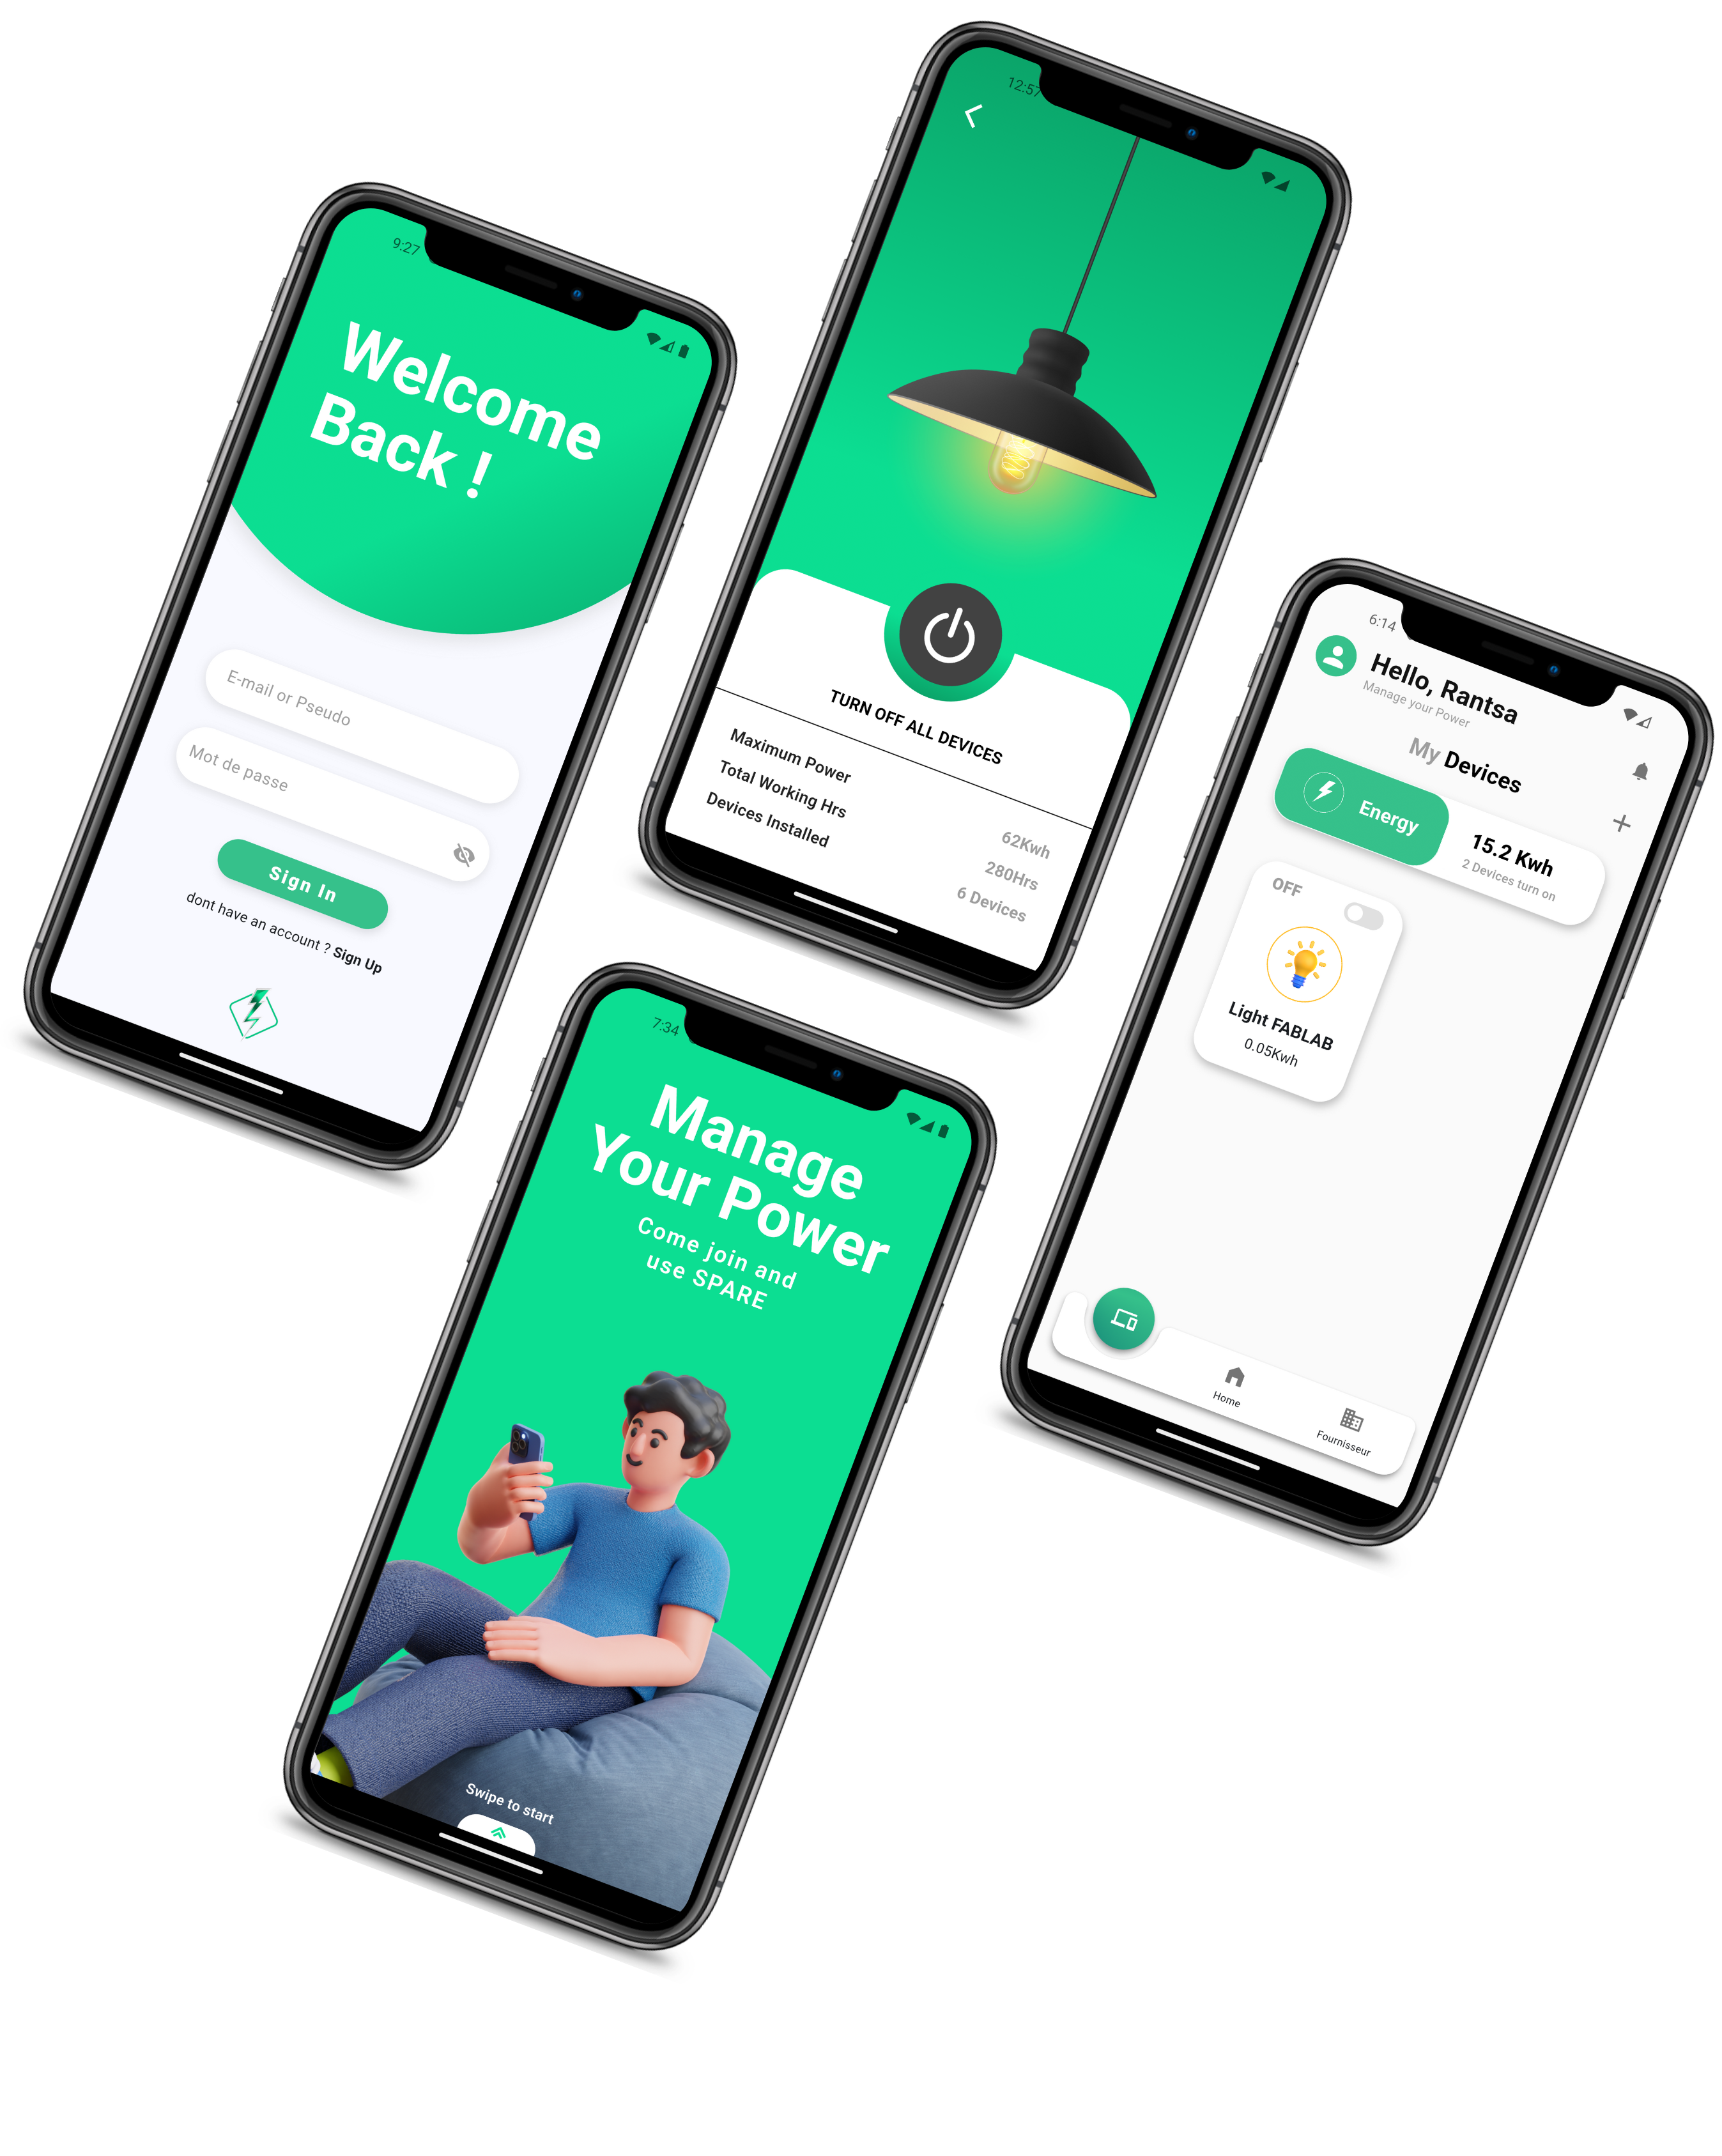 9:27
Welcome
Back !
E-mail or Pseudo
Mot de passe
Sign In
dont have an account ? Sign Up
12:57
TURN OFF ALL DEVICES
Maximum Power 62Kwh
Total Working Hrs 280Hrs
Devices Installed 6 Devices
6:14
Hello, Rantsa
Manage your Power
My Devices
Energy
15.2 Kwh
2 Devices turn on
OFF
Light FABLAB
0.05Kwh
Home
Fournisseur
7:34
Manage
Your Power
Come join and
use SPARE
Swipe to start